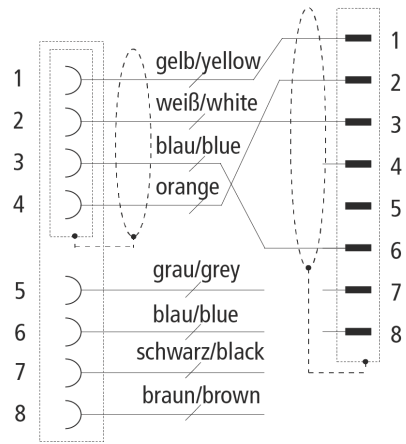 gelb/yellow
1
1
weiß/white
2
2
3
blau/blue
3
4
orange
4
5
6
grau/grey
5
7
blau/blue
6
8
schwarz/black
7
braun/brown
8